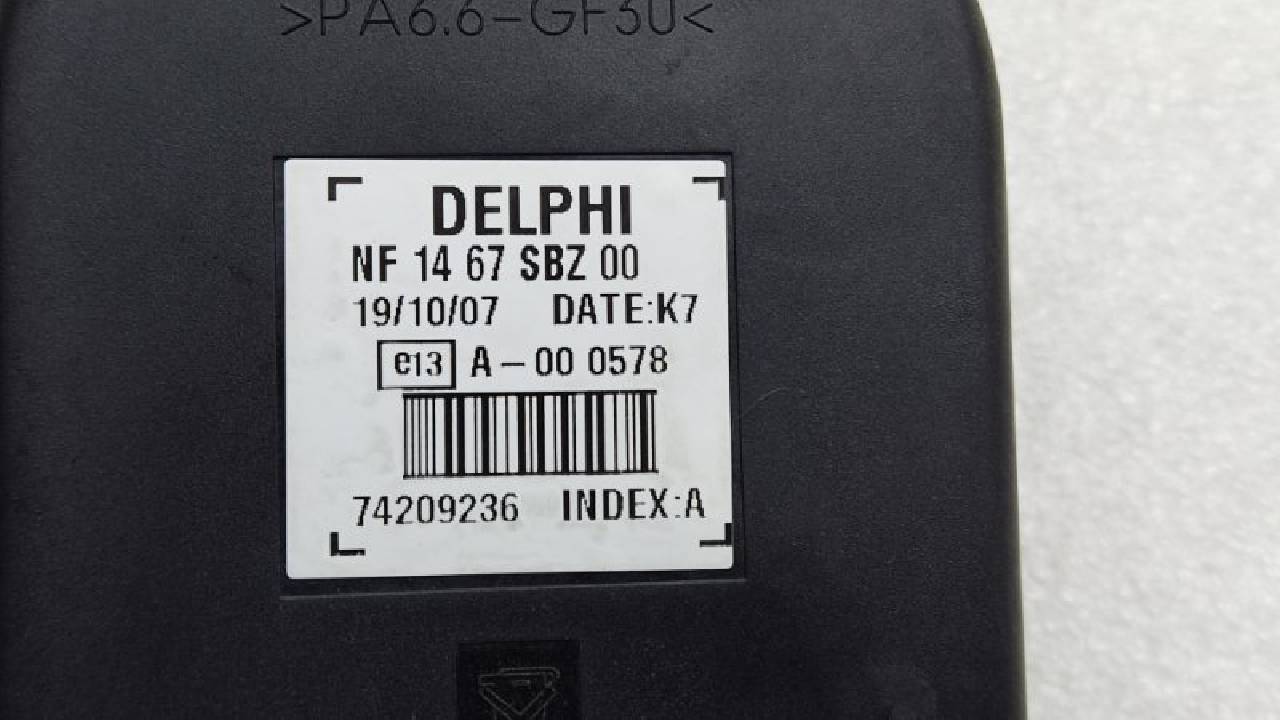 >PA6.6-GF30<
DELPHI
NF 14 67 SBZ 00
19/10/07 DATE:K7
e13 A-00 0578
74209236 INDEX:A